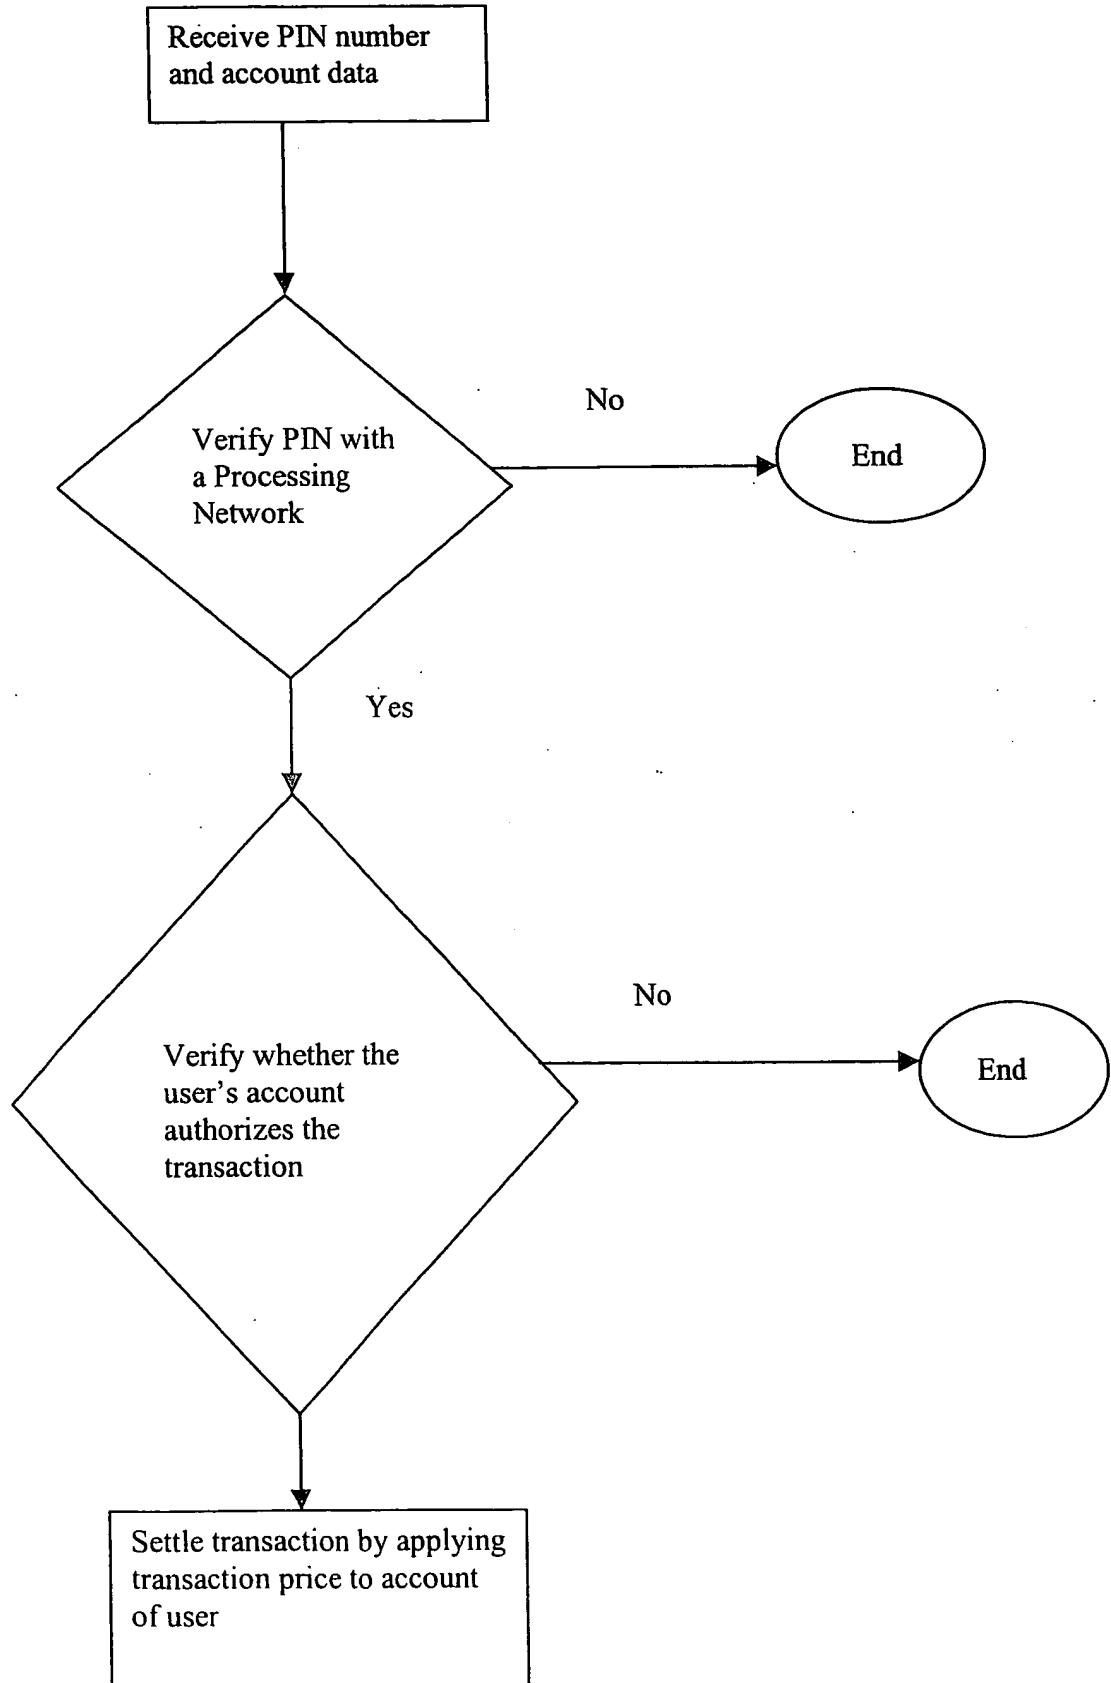 Receive PIN number
and account data
No
Verify PIN with
a Processing
Network
End
Yes
No
Verify whether the
user's account
authorizes the
transaction
End
Settle transaction by applying
transaction price to account
of user